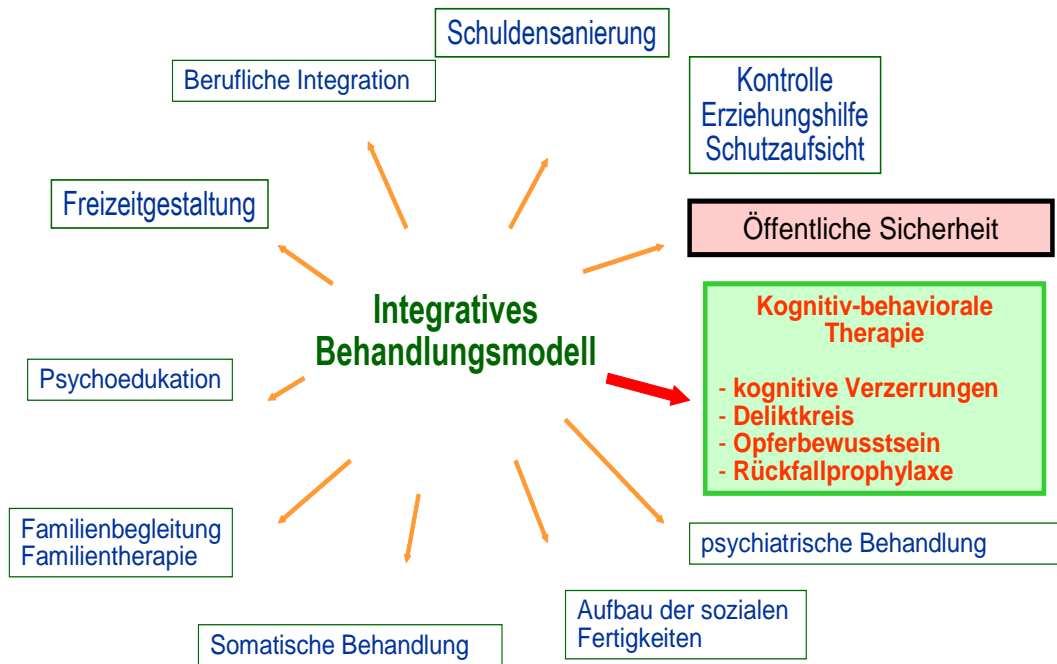 Schuldensanierung
Berufliche Integration
Kontrolle
Erziehungshilfe
Schutzaufsicht
Freizeitgestaltung
Öffentliche Sicherheit
Integratives
Behandlungsmodell
Kognitiv-behaviorale
Therapie
- kognitive Verzerrungen
- Deliktkreis
- Opferbewusstsein
- Rückfallprophylaxe
Psychoedukation
Familienbegleitung
Familientherapie
psychiatrische Behandlung
Aufbau der sozialen
Fertigkeiten
Somatische Behandlung